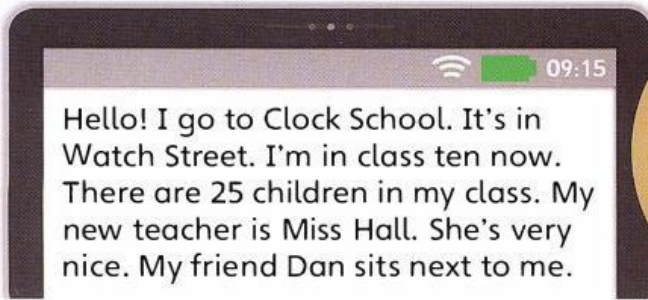 09:15
Hello! I go to Clock School. It's in
Watch Street. I'm in class ten now.
There are 25 children in my class. My
new teacher is Miss Hall. She's very
nice. My friend Dan sits next to me.